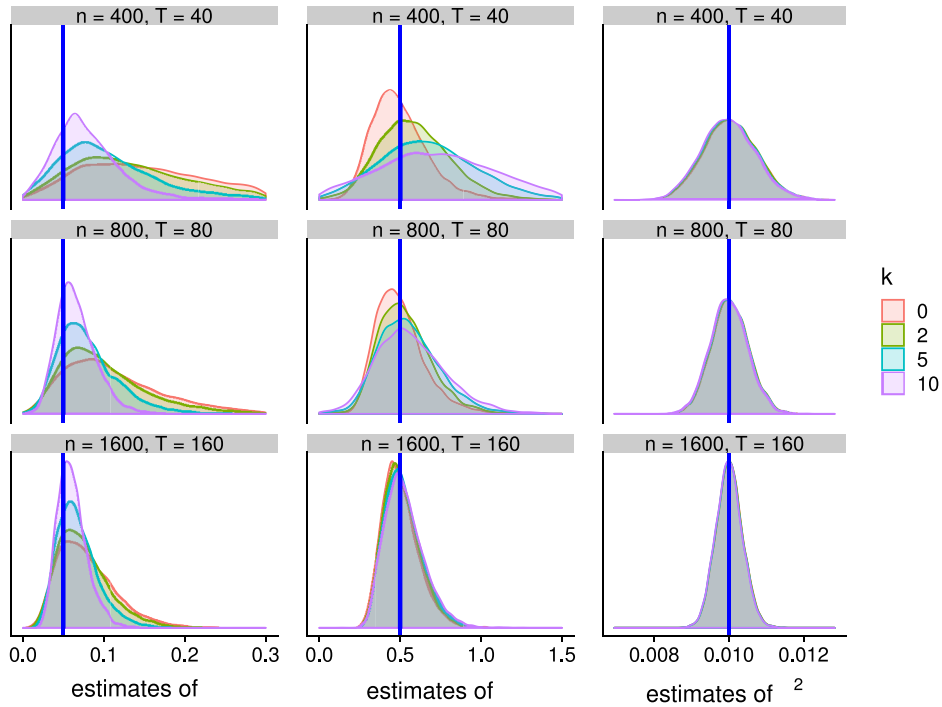 n = 400, T = 40
n = 400, T = 40
n = 400, T = 40
n = 800, T = 80
n = 800, T = 80
n = 800, T = 80
n = 1600, T = 160
n = 1600, T = 160
n = 1600, T = 160
k
0
2
5
10
0.0 0.1 0.2 0.3
0.0 0.5 1.0 1.5
0.008 0.010 0.012
estimates of
estimates of
estimates of 2